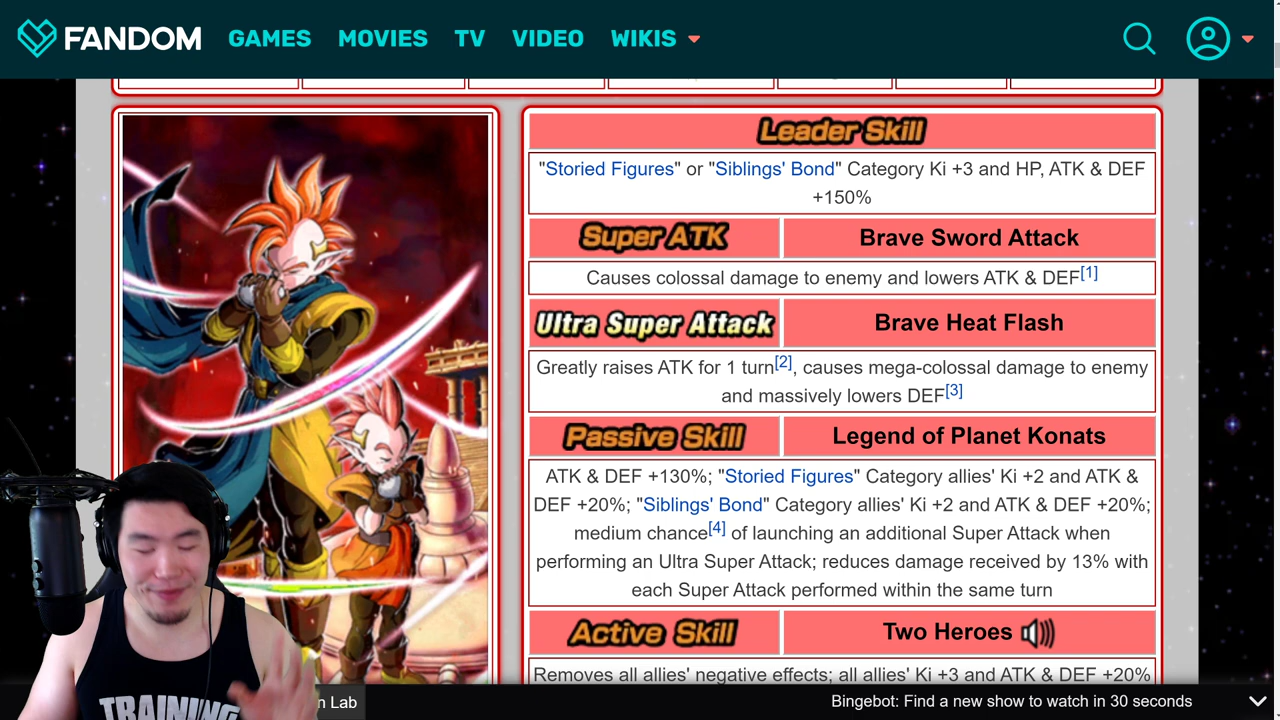 FANDOM GAMES MOVIES TV VIDEO WIKIS
Leader Skill
"Storied Figures" or "Siblings' Bond" Category Ki +3 and HP, ATK & DEF
+150%
Super ATK
Brave Sword Attack
Causes colossal damage to enemy and lowers ATK & DEF[1]
Ultra Super Attack
Brave Heat Flash
Greatly raises ATK for 1 turn[2], causes mega-colossal damage to enemy
and massively lowers DEF[3]
Passive Skill
Legend of Planet Konats
ATK & DEF +130%; "Storied Figures" Category allies' Ki +2 and ATK &
DEF +20%; "Siblings' Bond" Category allies' Ki +2 and ATK & DEF +20%;
medium chance[4] of launching an additional Super Attack when
performing an Ultra Super Attack; reduces damage received by 13% with
each Super Attack performed within the same turn
Active Skill
Two Heroes
Removes all allies' negative effects; all allies' Ki +3 and ATK & DEF +20%
Lab
Bingebot: Find a new show to watch in 30 seconds
TRAINING